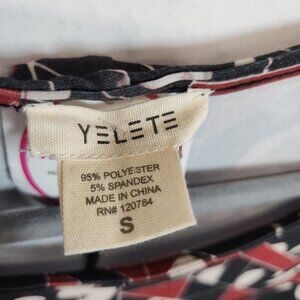 YELETE
95% POLYESTER
5% SPANDEX
MADE IN CHINA
RN# 120784
S